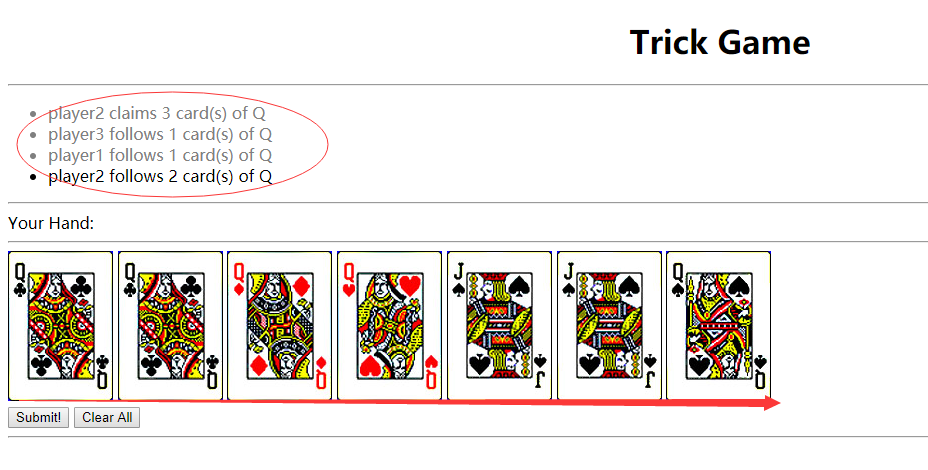 Trick Game
player2 claims 3 card(s) of Q
player3 follows 1 card(s) of Q
player1 follows 1 card(s) of Q
player2 follows 2 card(s) of Q
Your Hand:
Q Q Q Q J J Q
Q Q Q Q J J Q
Submit! Clear All